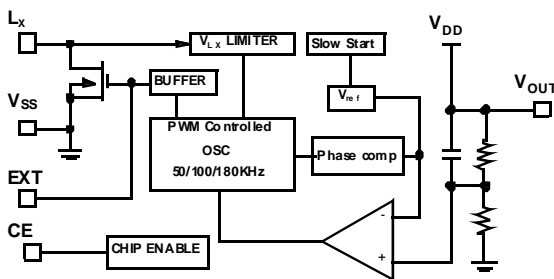 LX
VLX LIMITER
Slow Start
VDD
BUFFER
Vref
VOUT
VSS
PWM Controlled
OSC
50/100/180KHz
Phase comp
EXT
-
CE
CHIP ENABLE
+